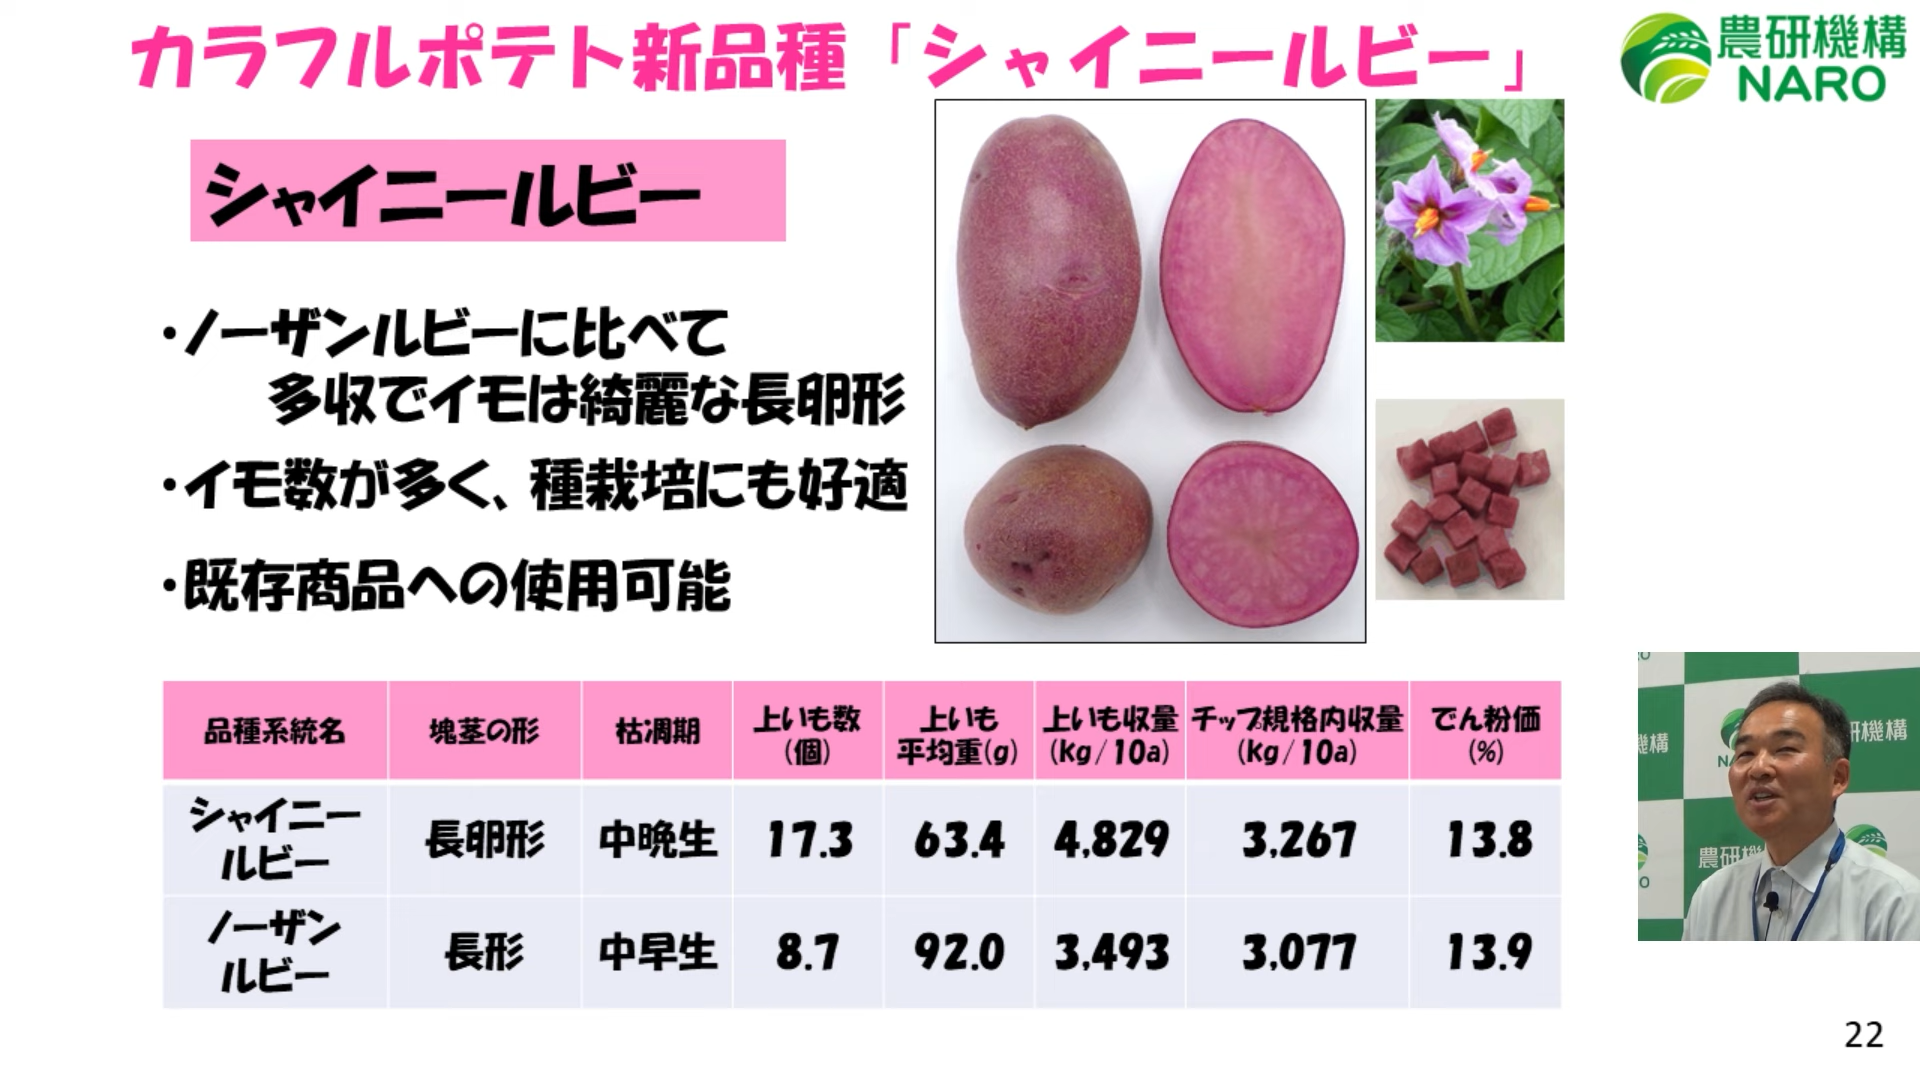 カラフルポテト新品種「シャイニールビー」
農研機構
NARO
シャイニールビー
・ノーザンルビーに比べて
多収でイモは綺麗な長卵形
・イモ数が多く、種栽培にも好適
・既存商品への使用可能
品種系統名 塊茎の形 枯凋期 上いも数(個) 上いも平均重(g) 上いも収量(kg/10a) チップ規格内収量(kg/10a) でん粉価(%)
シャイニールビー 長卵形 中晩生 17.3 63.4 4,829 3,267 13.8
ノーザンルビー 長形 中早生 8.7 92.0 3,493 3,077 13.9
機構
研機構
農研機
22